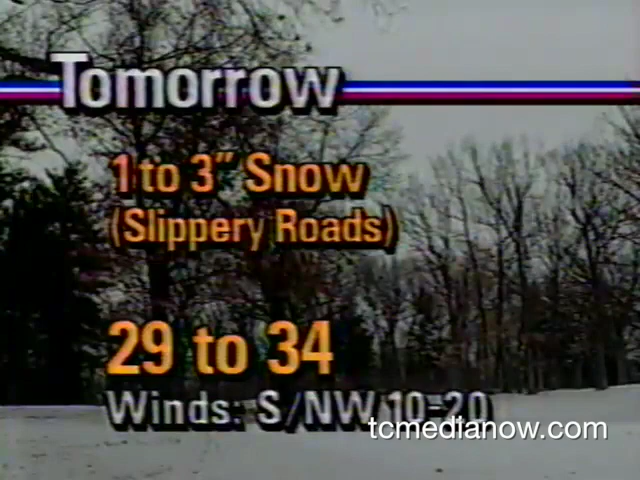 Tomorrow
1 to 3" Snow
(Slippery Roads)
29 to 34
Winds: S/NW 10-20
tcmedianow.com